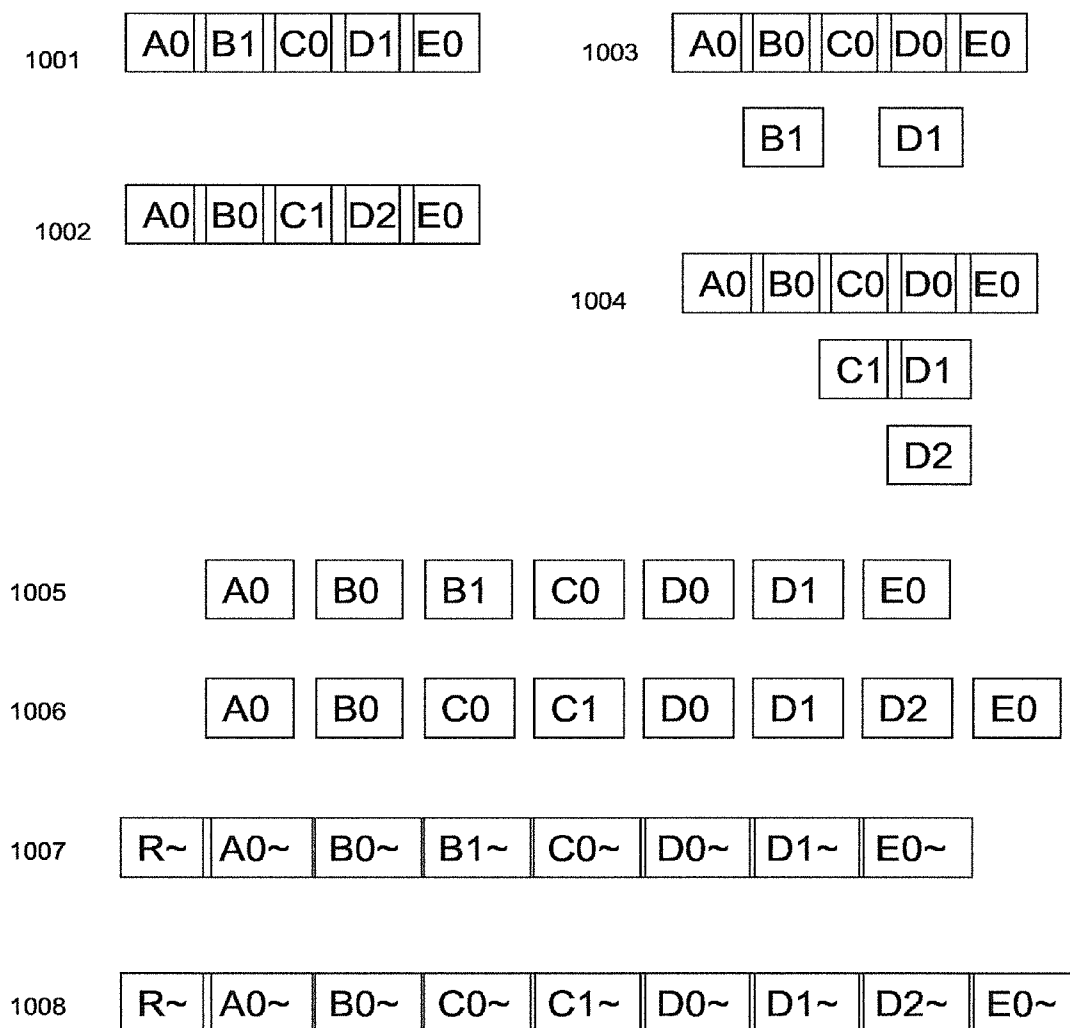 1001 A0 B1 C0 D1 E0
1003 A0 B0 C0 D0 E0
B1 D1
1002 A0 B0 C1 D2 E0
1004 A0 B0 C0 D0 E0
C1 D1
D2
1005 A0 B0 B1 C0 D0 D1 E0
1006 A0 B0 C0 C1 D0 D1 D2 E0
1007 R~ A0~ B0~ B1~ C0~ D0~ D1~ E0~
1008 R~ A0~ B0~ C0~ C1~ D0~ D1~ D2~ E0~